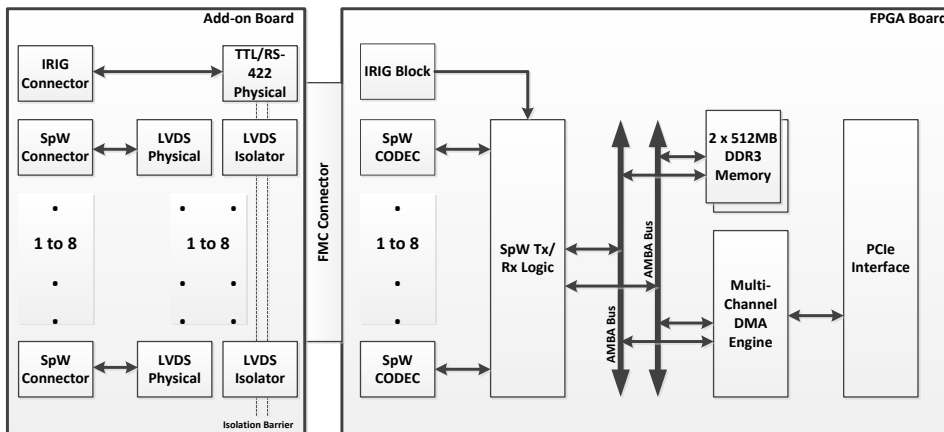 Add-on Board
IRIG
Connector
TTL/RS-
422
Physical
SpW
Connector
LVDS
Physical
LVDS
Isolator
1 to 8
1 to 8
SpW
Connector
LVDS
Physical
LVDS
Isolator
Isolation Barrier
FMC Connector
FPGA Board
IRIG Block
SpW
CODEC
1 to 8
SpW
CODEC
SpW Tx/
Rx Logic
AMBA Bus
AMBA Bus
2 x 512MB
DDR3
Memory
Multi-
Channel
DMA
Engine
PCIe
Interface